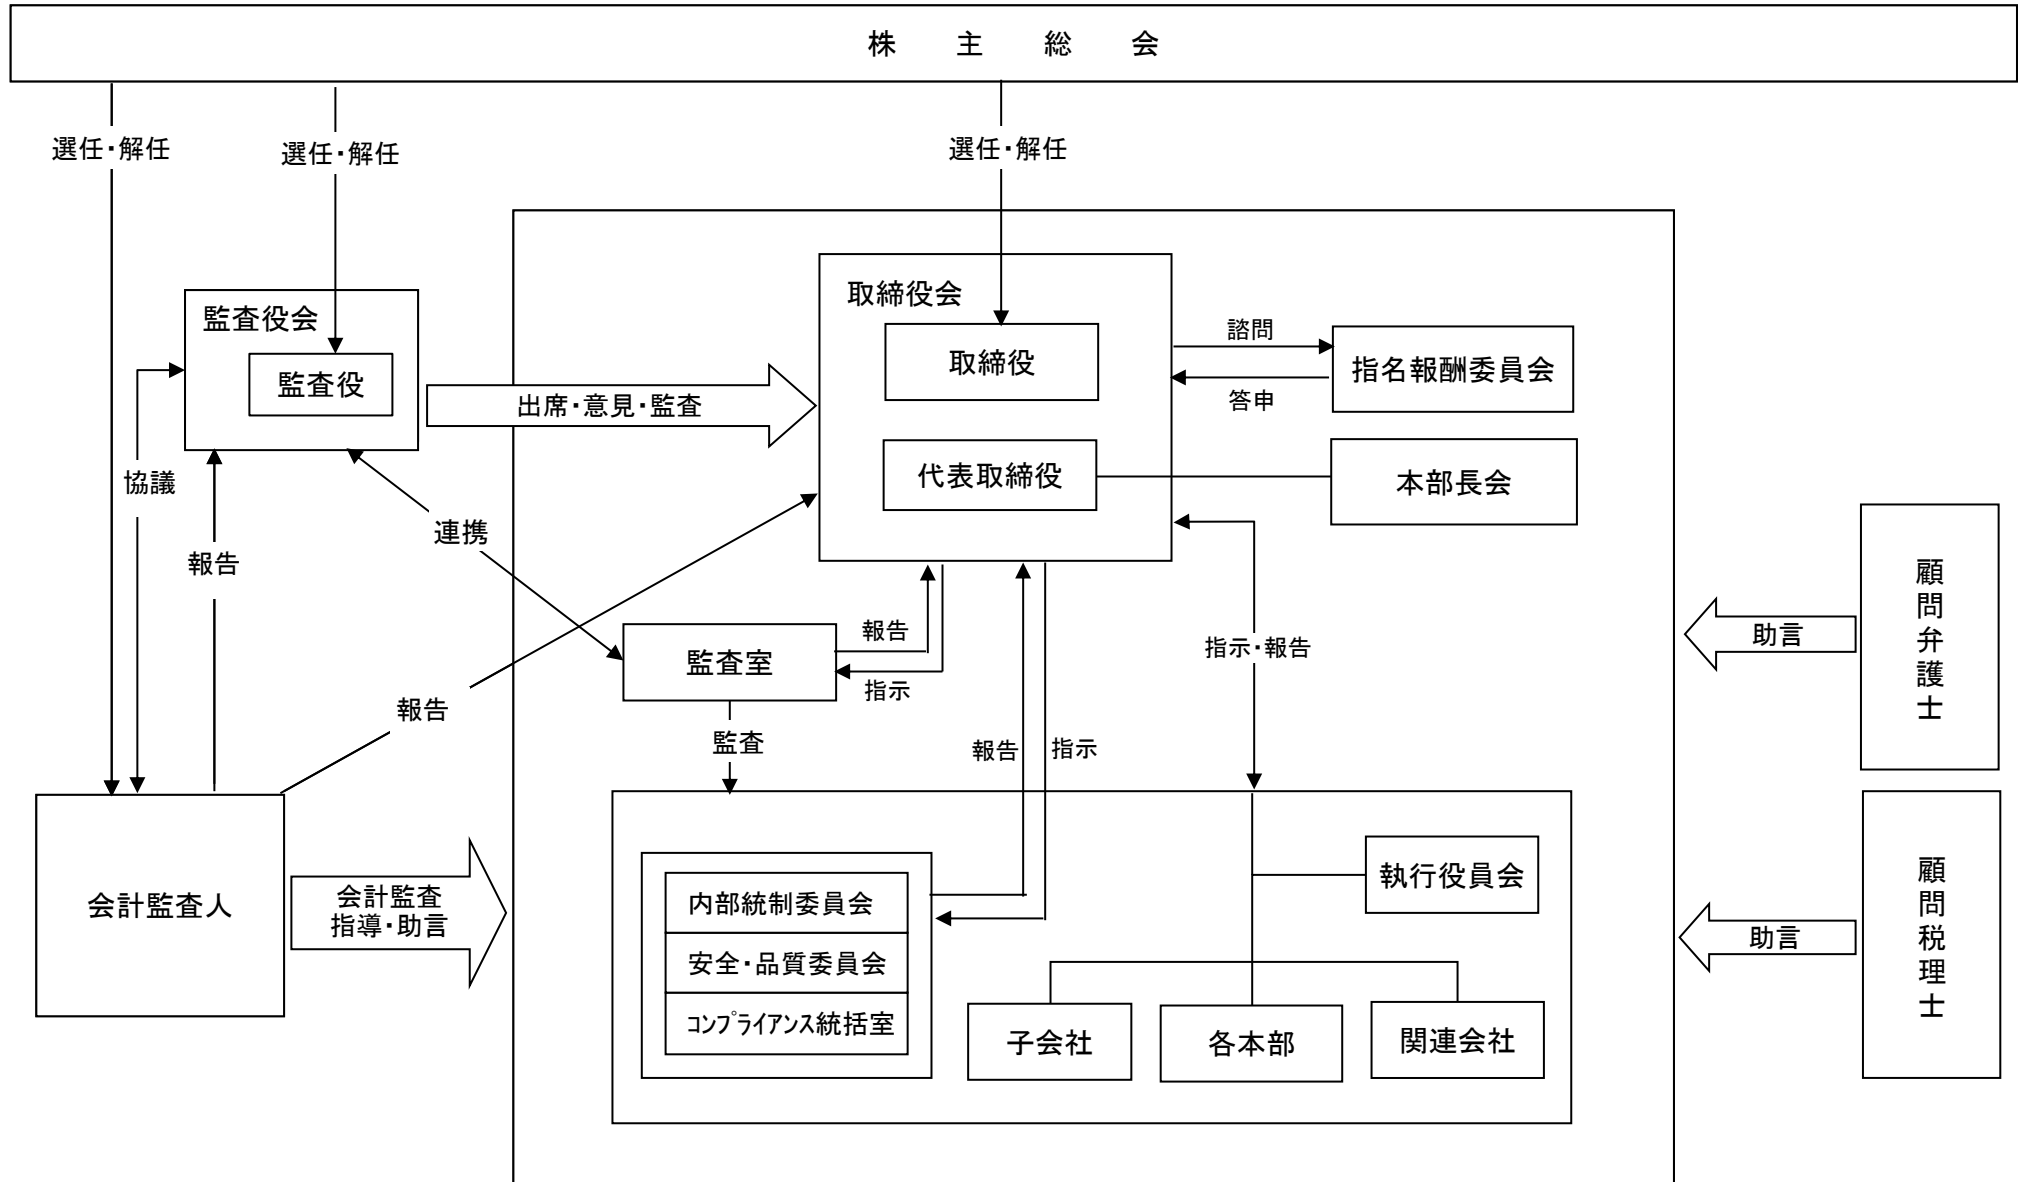 株 主 総 会
選任・解任
選任・解任
選任・解任
監査役会
監査役
取締役会
取締役
代表取締役
諮問
答申
指名報酬委員会
本部長会
出席・意見・監査
協議
報告
連携
報告
監査室
報告
指示
監査
報告
指示
指示・報告
顧問弁護士
助言
会計監査人
会計監査
指導・助言
内部統制委員会
安全・品質委員会
コンプライアンス統括室
執行役員会
子会社
各本部
関連会社
助言
顧問税理士